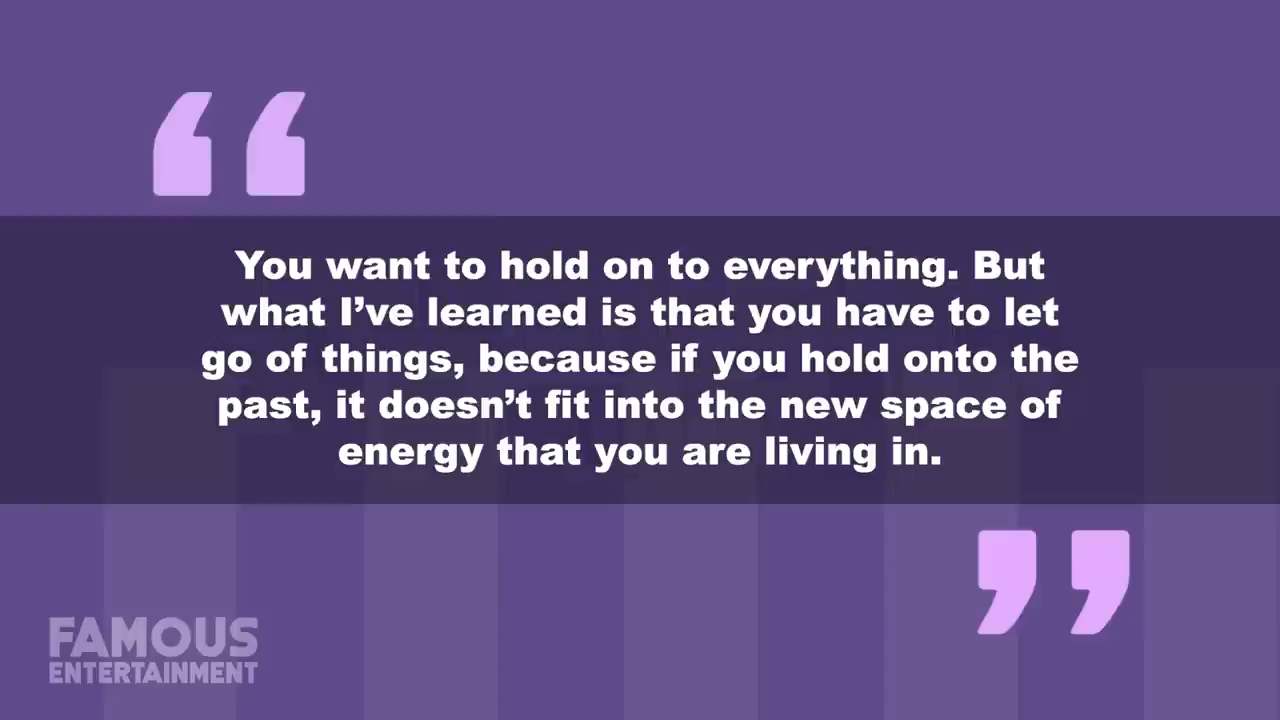 You want to hold on to everything. But
what I’ve learned is that you have to let
go of things, because if you hold onto the
past, it doesn’t fit into the new space of
energy that you are living in.
FAMOUS
ENTERTAINMENT